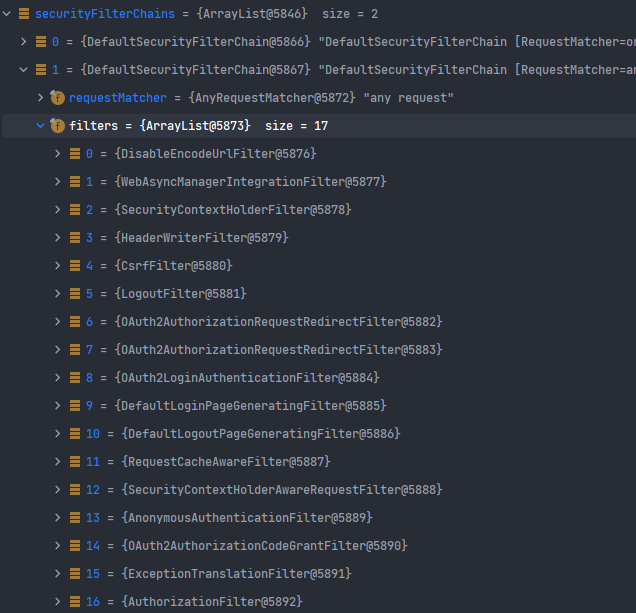 securityFilterChains = {ArrayList@5846} size = 2
0 = {DefaultSecurityFilterChain@5866} "DefaultSecurityFilterChain [RequestMatcher=or
1 = {DefaultSecurityFilterChain@5867} "DefaultSecurityFilterChain [RequestMatcher=an
f requestMatcher = {AnyRequestMatcher@5872} "any request"
f filters = {ArrayList@5873} size = 17
0 = {DisableEncodeUrlFilter@5876}
1 = {WebAsyncManagerIntegrationFilter@5877}
2 = {SecurityContextHolderFilter@5878}
3 = {HeaderWriterFilter@5879}
4 = {CsrfFilter@5880}
5 = {LogoutFilter@5881}
6 = {OAuth2AuthorizationRequestRedirectFilter@5882}
7 = {OAuth2AuthorizationRequestRedirectFilter@5883}
8 = {OAuth2LoginAuthenticationFilter@5884}
9 = {DefaultLoginPageGeneratingFilter@5885}
10 = {DefaultLogoutPageGeneratingFilter@5886}
11 = {RequestCacheAwareFilter@5887}
12 = {SecurityContextHolderAwareRequestFilter@5888}
13 = {AnonymousAuthenticationFilter@5889}
14 = {OAuth2AuthorizationCodeGrantFilter@5890}
15 = {ExceptionTranslationFilter@5891}
16 = {AuthorizationFilter@5892}